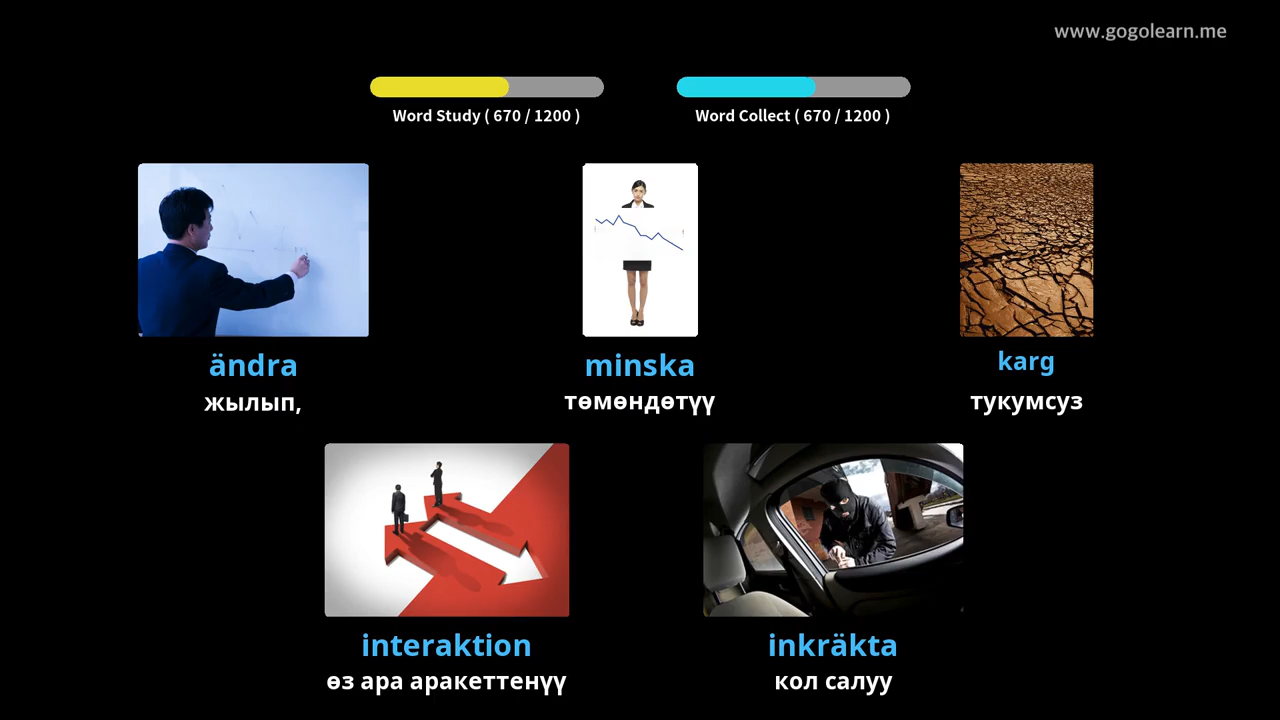 www.gogolearn.me
Word Study ( 670 / 1200 )
Word Collect ( 670 / 1200 )
ändra
жылып,
minska
төмөндөтүү
karg
тукумсуз
interaktion
өз ара аракеттенүү
inkräkta
кол салуу